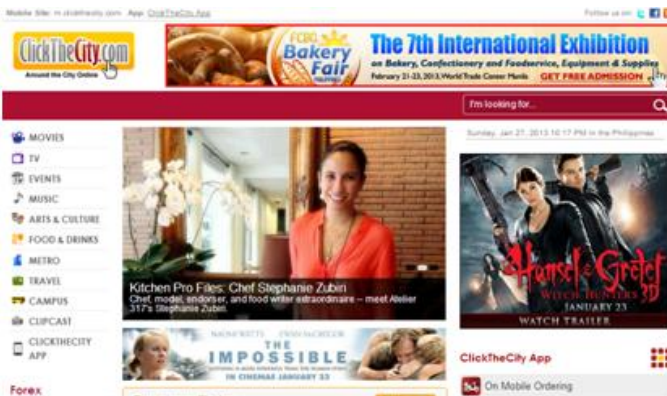 Mobile Site: m.clickthecity.com App: ClickTheCity App
Follow us on:
ClickTheCity.com
Around the City Online
FCBG Bakery Fair
The 7th International Exhibition
on Bakery, Confectionery and Foodservice, Equipment & Supplies
February 21-23, 2013, World Trade Center Manila GET FREE ADMISSION
I'm looking for...
Sunday, Jan 27, 2013 10:17 PM in the Philippines
MOVIES
TV
EVENTS
MUSIC
ARTS & CULTURE
FOOD & DRINKS
METRO
TRAVEL
CAMPUS
CLIPCAST
CLICKTHECITY
APP
Forex
Kitchen Pro Files: Chef Stephanie Zubiri
Chef, model, endorser, and food writer extraordinaire – meet Atelier
317's Stephanie Zubiri.
NAOMI WATTS EWAN McGREGOR
THE
IMPOSSIBLE
IN CINEMAS JANUARY 23
Hansel & Gretel
WITCH HUNTERS 3D
JANUARY 23
WATCH TRAILER
ClickTheCity App
On Mobile Ordering